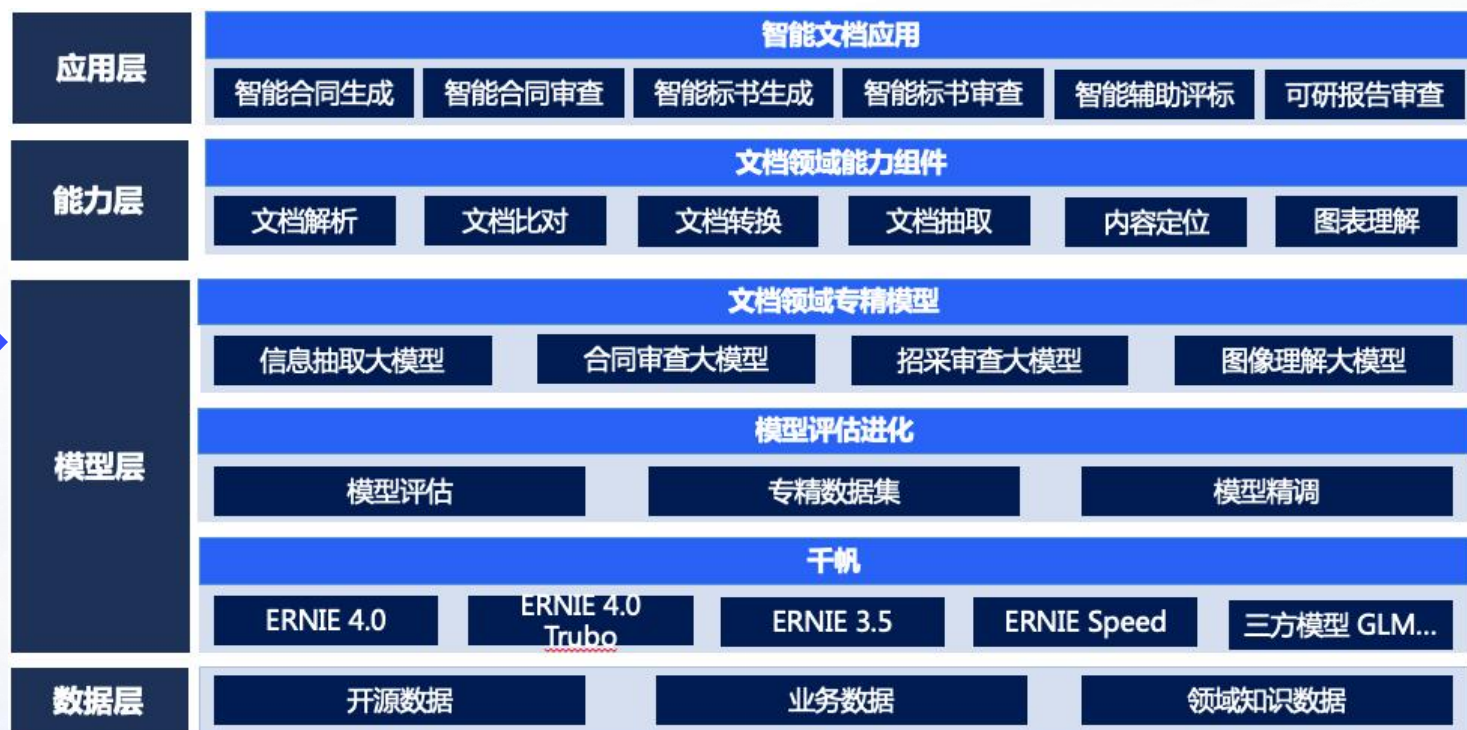 应用层
智能文档应用
智能合同生成
智能合同审查
智能标书生成
智能标书审查
智能辅助评标
可研报告审查
能力层
文档领域能力组件
文档解析
文档比对
文档转换
文档抽取
内容定位
图表理解
模型层
文档领域专精模型
信息抽取大模型
合同审查大模型
招采审查大模型
图像理解大模型
模型评估进化
模型评估
专精数据集
模型精调
千帆
ERNIE 4.0
ERNIE 4.0
Trubo
ERNIE 3.5
ERNIE Speed
三方模型 GLM...
数据层
开源数据
业务数据
领域知识数据